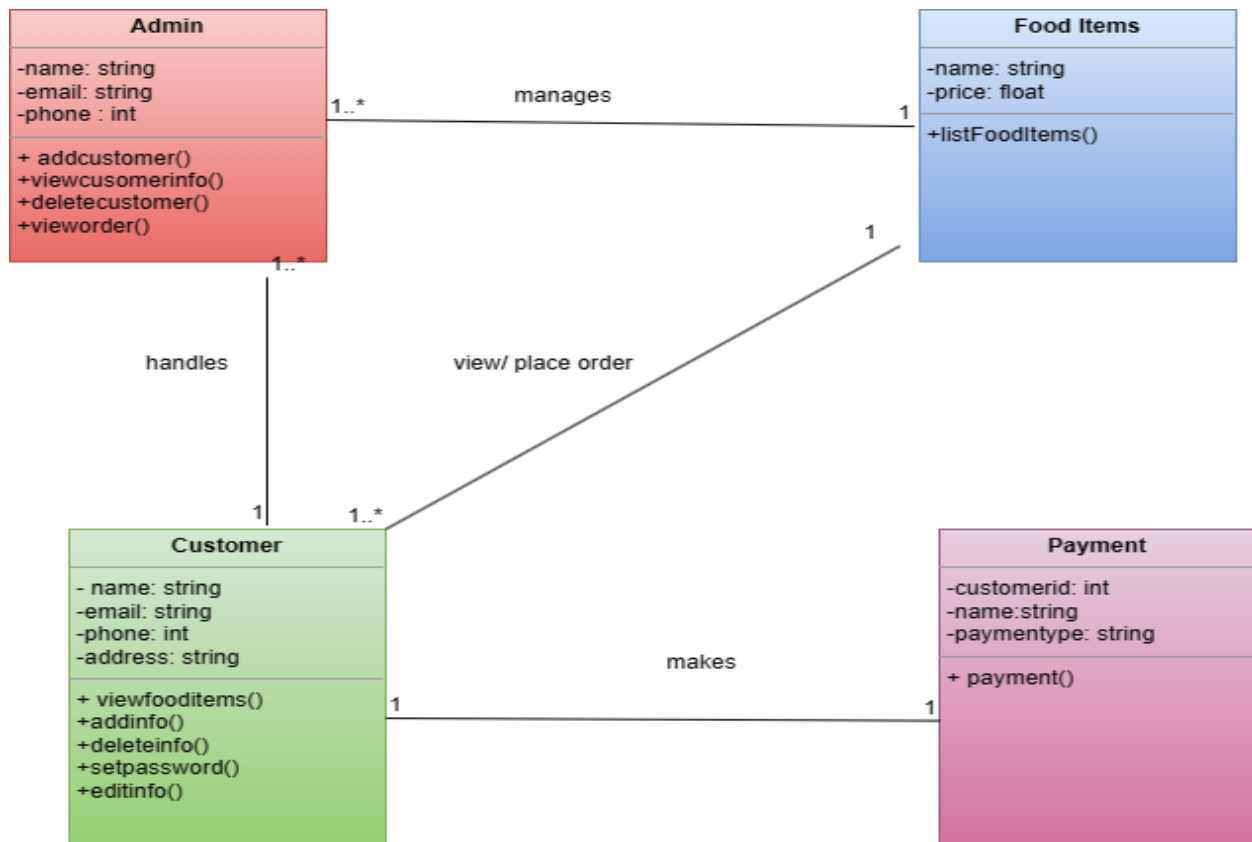 Admin
-name: string
-email: string
-phone : int
+ addcustomer()
+viewcusomerinfo()
+deletecustomer()
+vieworder()
1..*
manages
1
Food Items
-name: string
-price: float
+listFoodItems()
1..*
handles
1
1
view/ place order
1..*
Customer
- name: string
-email: string
-phone: int
-address: string
+ viewfooditems()
+addinfo()
+deleteinfo()
+setpassword()
+editinfo()
1
makes
1
Payment
-customerid: int
-name:string
-paymentype: string
+ payment()